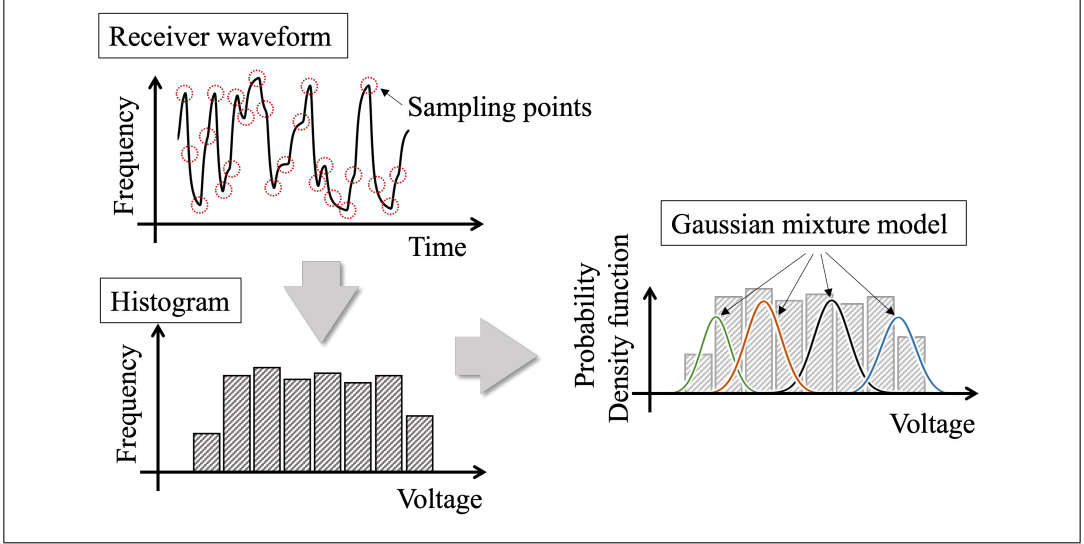 Receiver waveform
Frequency
Sampling points
Time
Histogram
Frequency
Voltage
Gaussian mixture model
Probability
Density function
Voltage